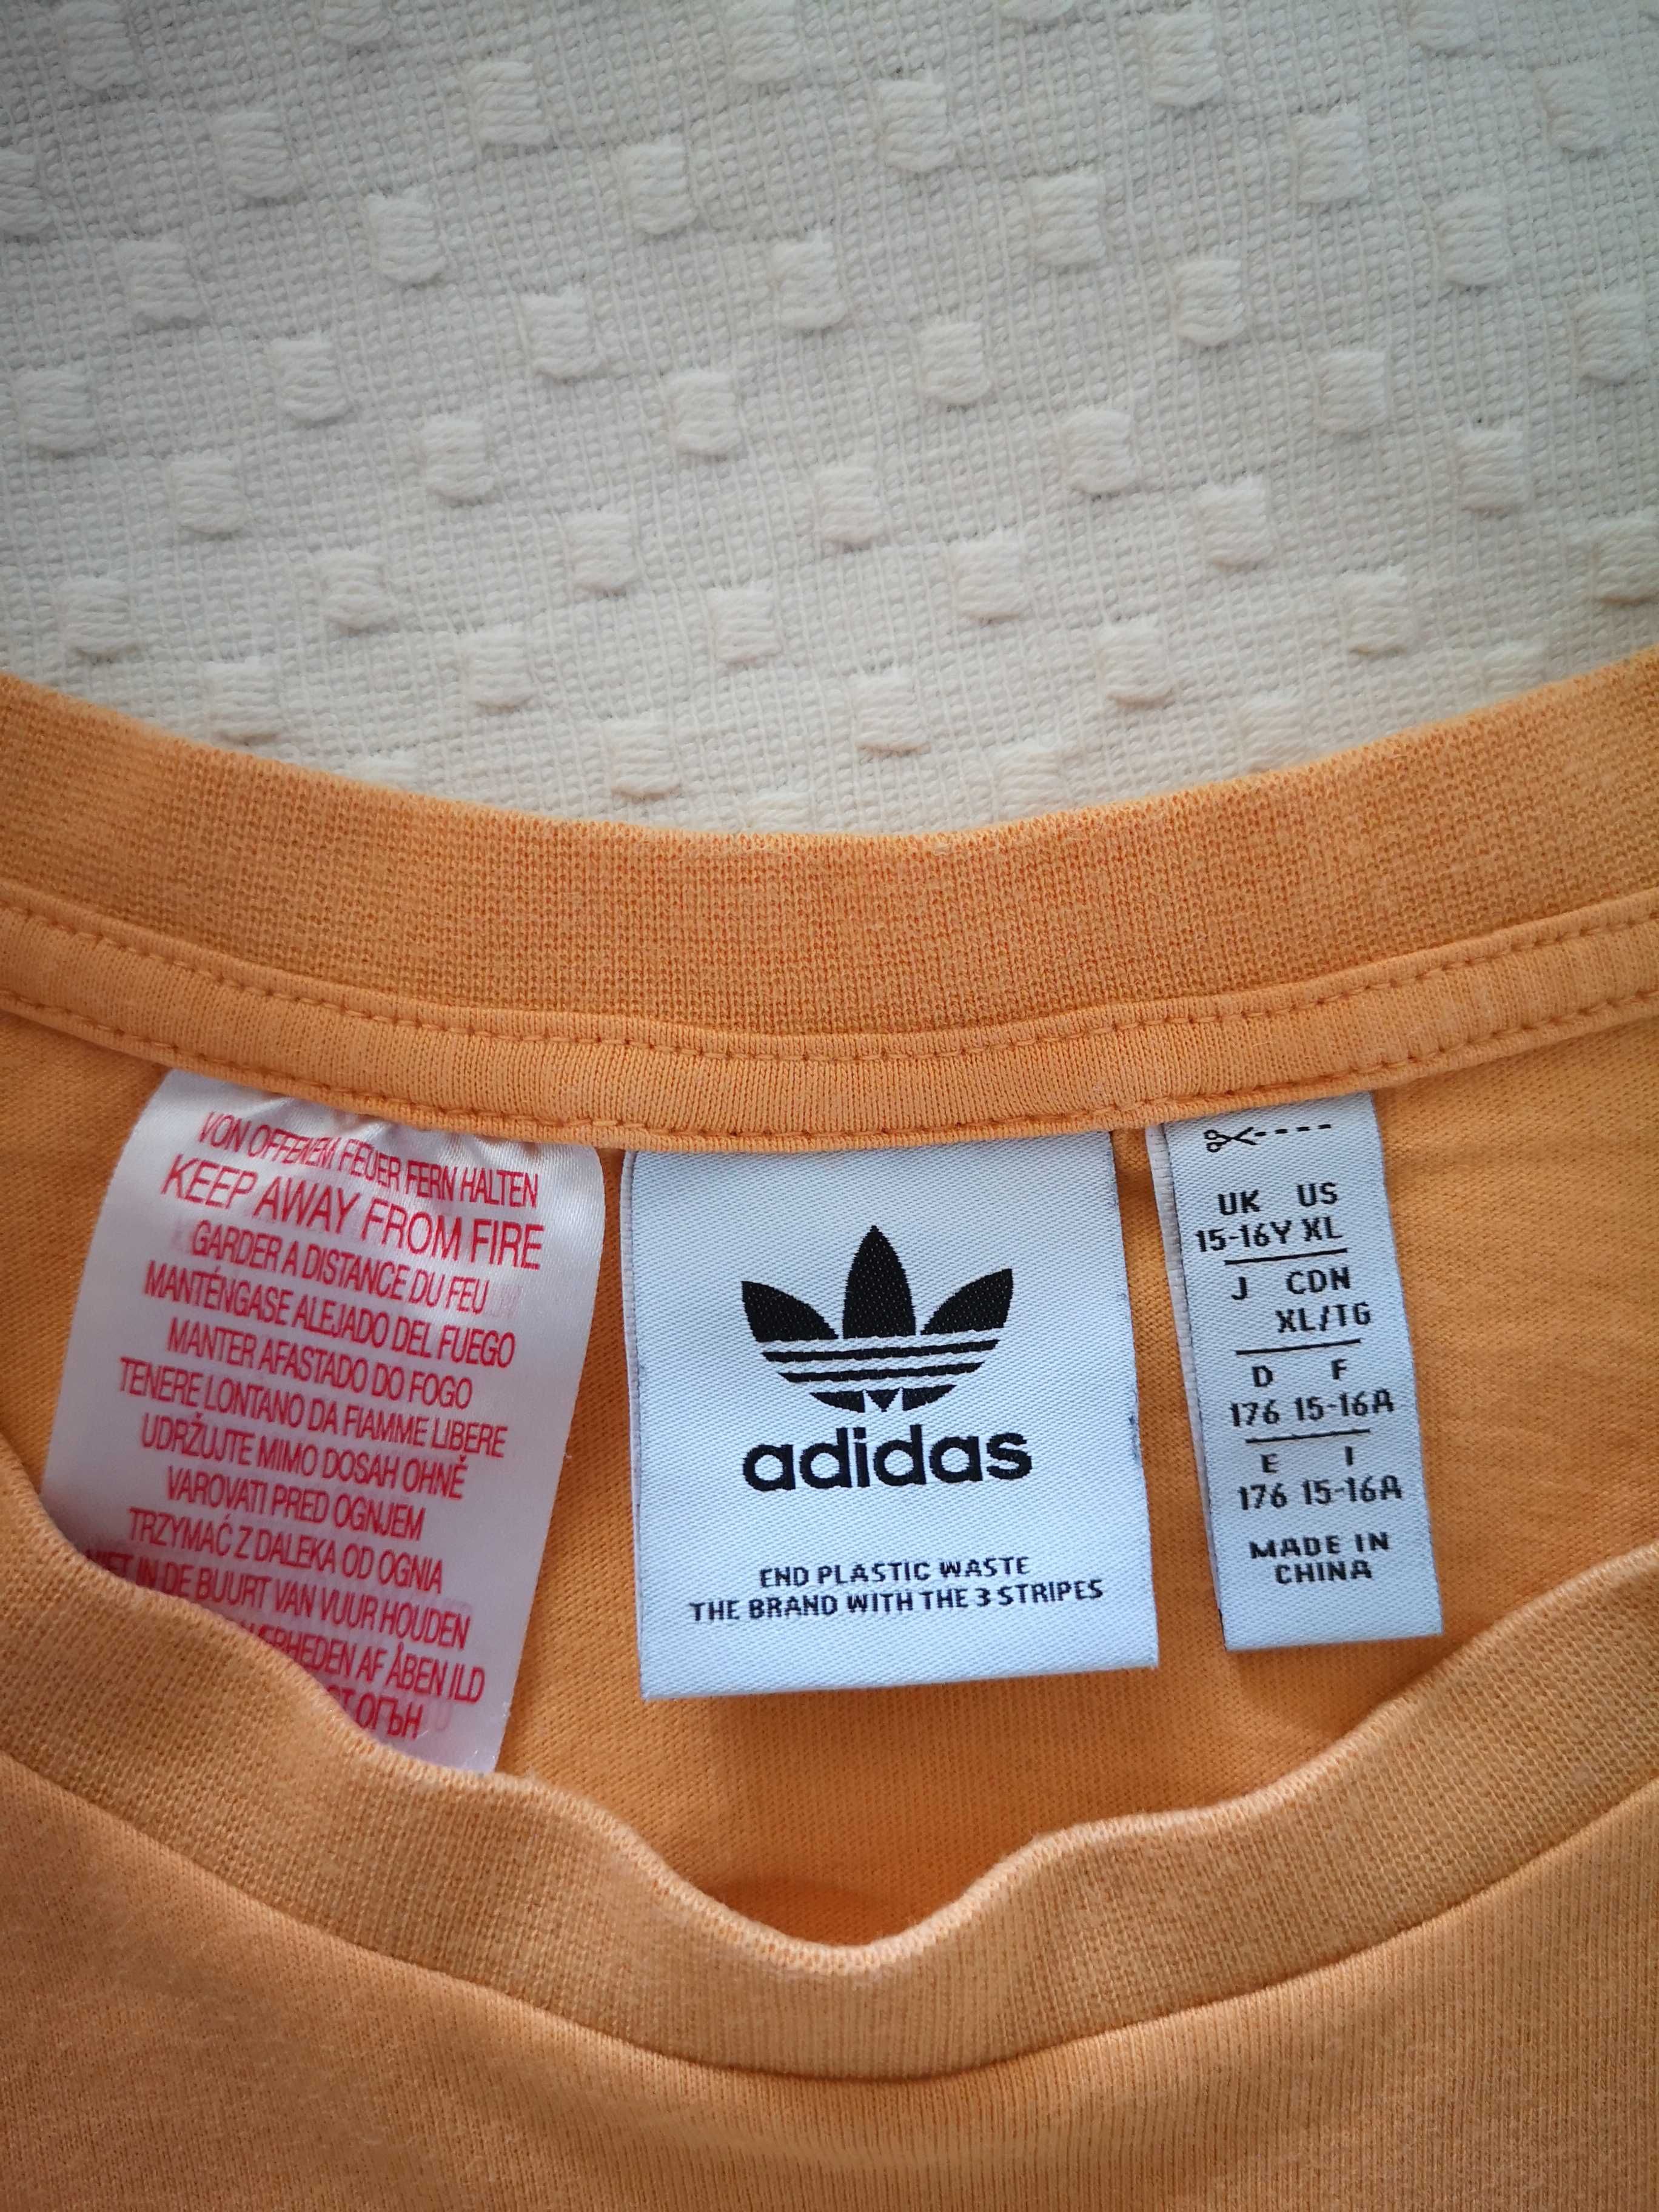 VON OFFENEM FEUER FERN HALTEN
KEEP AWAY FROM FIRE
GARDER A DISTANCE DU FEU
MANTÉNGASE ALEJADO DEL FUEGO
MANTER AFASTADO DO FOGO
TENERE LONTANO DA FIAMME LIBERE
UDRŽUJTE MIMO DOSAH OHNĚ
VAROVATI PRED OGNJEM
TRZYMAĆ Z DALEKA OD OGNIA
IN DE BUURT VAN VUUR HOUDEN
AF ÅBEN ILD
ОГЪН
adidas
END PLASTIC WASTE
THE BRAND WITH THE 3 STRIPES
UK US
15-16Y XL
J CDN
XL/TG
D F
176 15-16A
E I
176 15-16A
MADE IN
CHINA